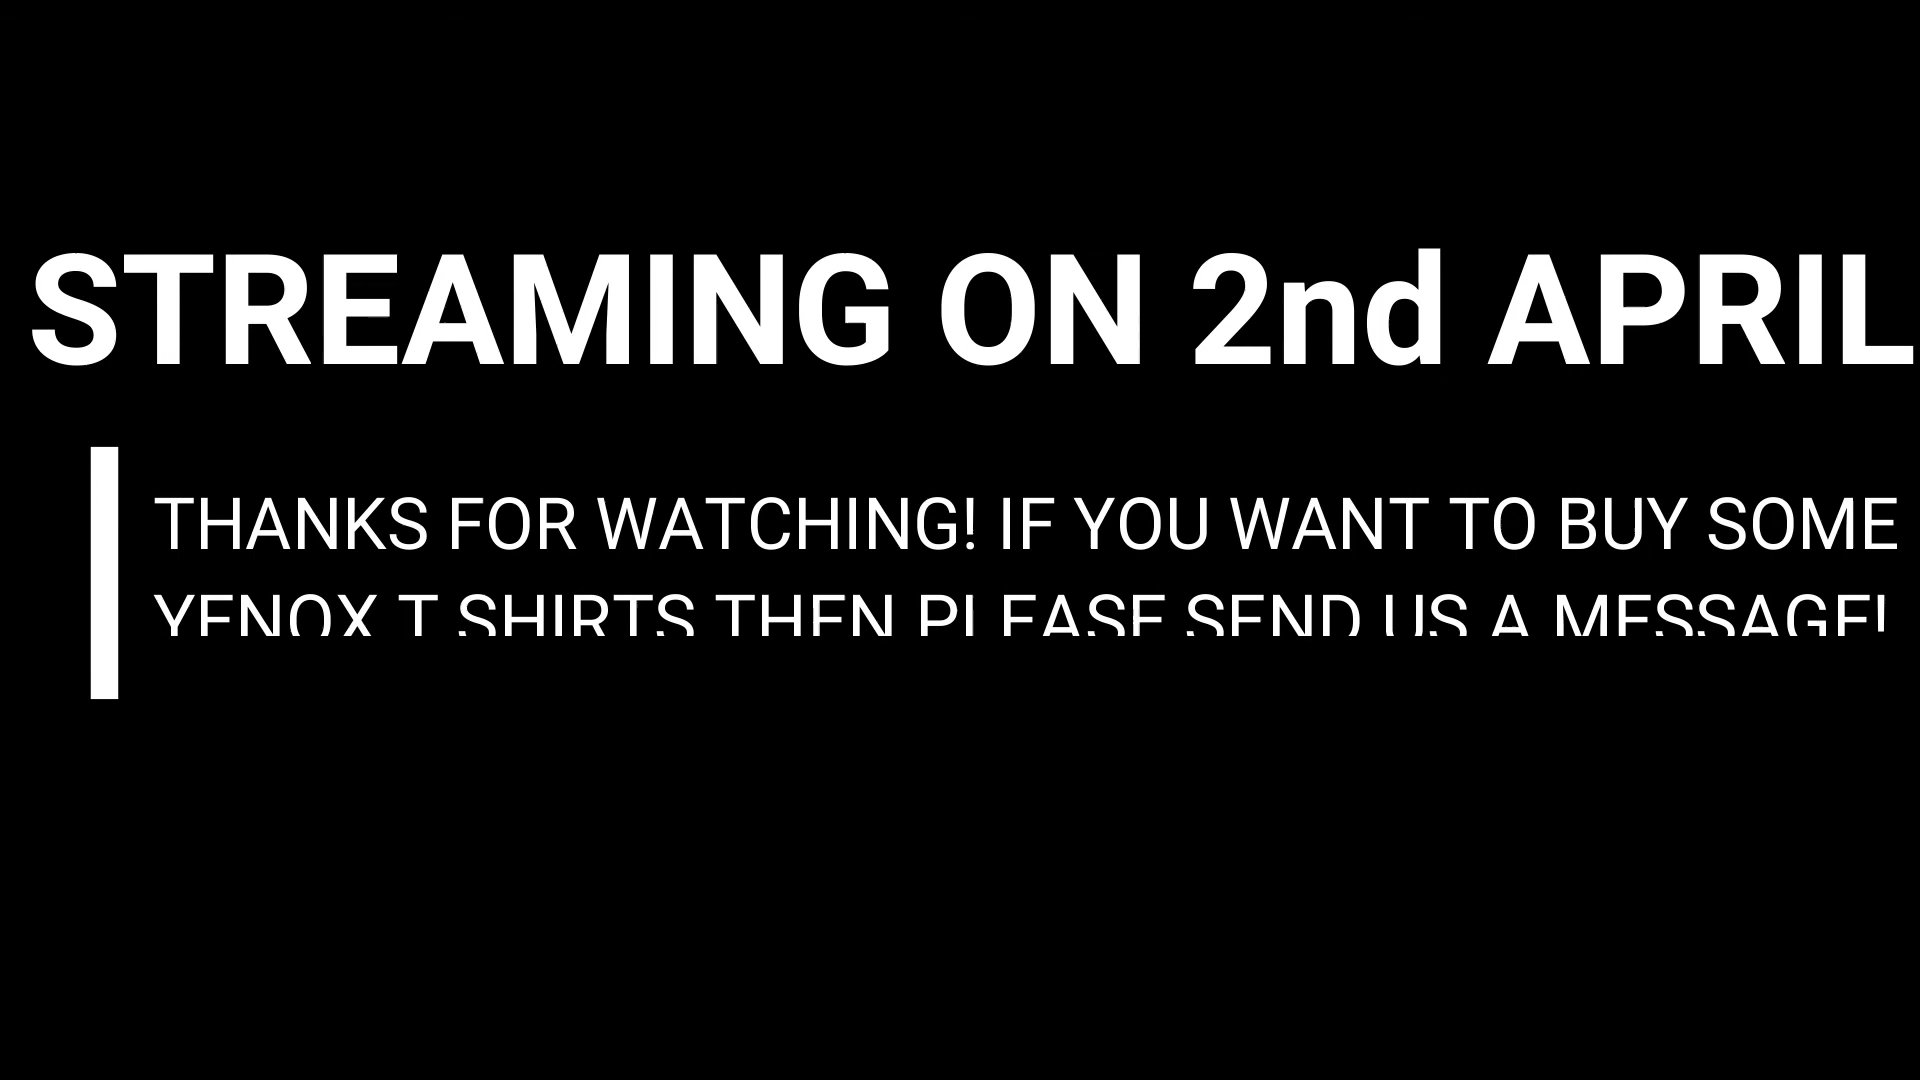 STREAMING ON 2nd APRIL
THANKS FOR WATCHING! IF YOU WANT TO BUY SOME
YENOX T SHIRTS THEN PLEASE SEND US A MESSAGE!